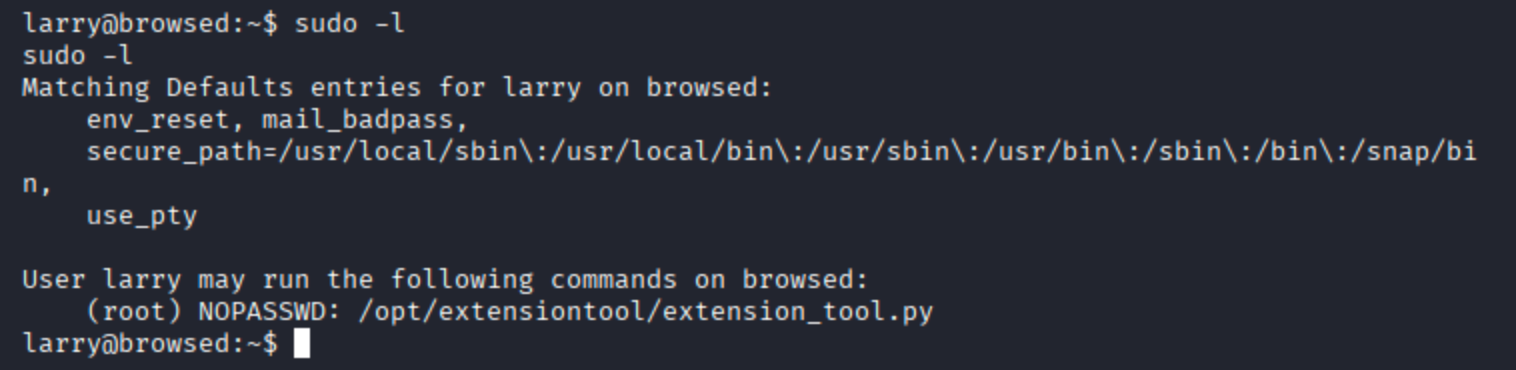 larry@browsed:~$ sudo -l
sudo -l
Matching Defaults entries for larry on browsed:
    env_reset, mail_badpass,
    secure_path=/usr/local/sbin\:/usr/local/bin\:/usr/sbin\:/usr/bin\:/sbin\:/bin\:/snap/bi
n,
    use_pty

User larry may run the following commands on browsed:
    (root) NOPASSWD: /opt/extensiontool/extension_tool.py
larry@browsed:~$